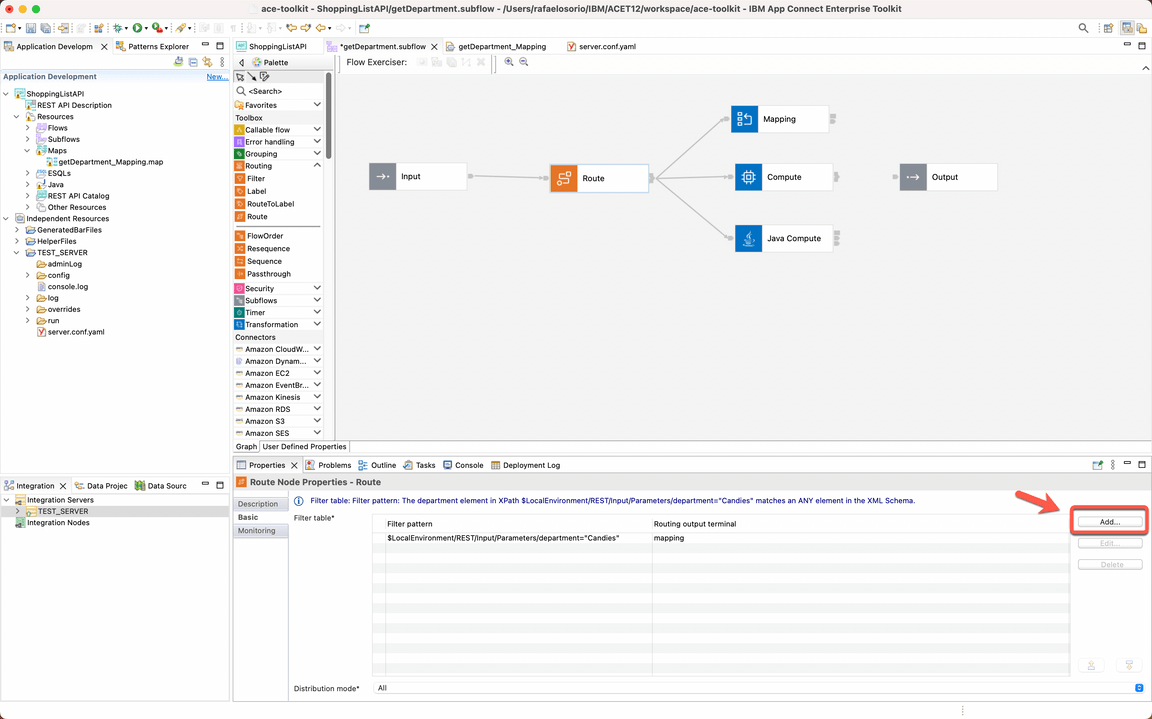 ace-toolkit - ShoppingListAPI/getDepartment.subflow - /Users/rafaelosorio/IBM/ACET12/workspace/ace-toolkit - IBM App Connect Enterprise Toolkit
Application Developm
Patterns Explorer
Application Development
New...
ShoppingListAPI
REST API Description
Resources
Flows
Subflows
Maps
getDepartment_Mapping.map
ESQLs
Java
REST API Catalog
Other Resources
Independent Resources
GeneratedBarFiles
HelperFiles
TEST_SERVER
adminLog
config
console.log
log
overrides
run
server.conf.yaml
Integration
Data Projec
Data Sourc
Integration Servers
TEST_SERVER
Integration Nodes
ShoppingListAPI
*getDepartment.subflow
getDepartment_Mapping
server.conf.yaml
Palette
Flow Exerciser:
<Search>
Favorites
Toolbox
Callable flow
Error handling
Grouping
Routing
Filter
Label
RouteToLabel
Route
FlowOrder
Resequence
Sequence
Passthrough
Security
Subflows
Timer
Transformation
Connectors
Amazon CloudW...
Amazon Dynam...
Amazon EC2
Amazon EventBr...
Amazon Kinesis
Amazon RDS
Amazon S3
Amazon SES
Input
Route
Mapping
Compute
Java Compute
Output
Graph
User Defined Properties
Properties
Problems
Outline
Tasks
Console
Deployment Log
Route Node Properties - Route
Description
Basic
Monitoring
Filter table: Filter pattern: The department element in XPath $LocalEnvironment/REST/Input/Parameters/department="Candies" matches an ANY element in the XML Schema.
Filter table*
Filter pattern
Routing output terminal
$LocalEnvironment/REST/Input/Parameters/department="Candies"
mapping
Add...
Edit...
Delete
Distribution mode*
All